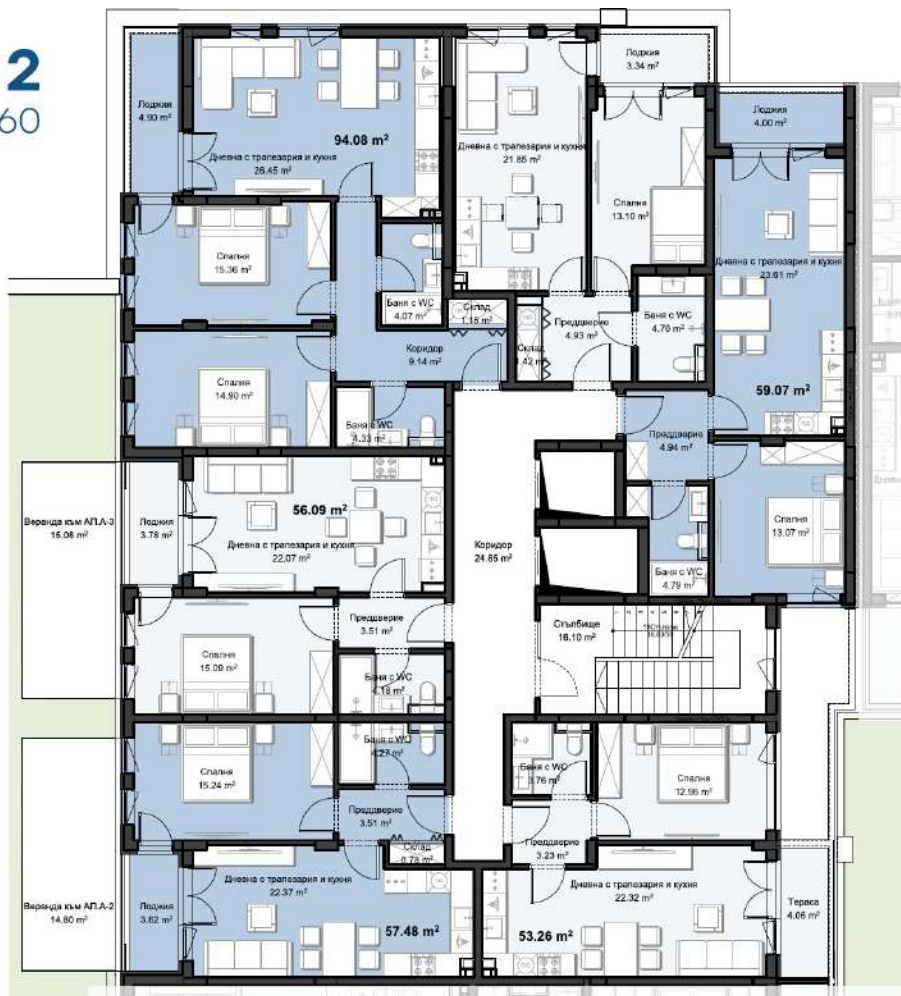 2
60
Лоджия
4.90 m²
94.08 m²
Дневна с трапезария и кухня
26.45 m²
Лоджия
3.34 m²
Дневна с трапезария и кухня
21.85 m²
Спалня
13.10 m²
Лоджия
4.00 m²
Дневна с трапезария и кухня
23.61 m²
59.07 m²
Спалня
15.36 m²
Баня с WC
4.07 m²
Склад
Коридор
9.14 m²
Преддверие
4.93 m²
Склад
Баня с WC
4.70 m²
Спалня
14.90 m²
Баня с WC
4.33 m²
Преддверие
4.94 m²
Спалня
13.07 m²
Баня с WC
4.79 m²
Веранда към АП.А-3
15.08 m²
Лоджия
3.78 m²
56.09 m²
Дневна с трапезария и кухня
22.07 m²
Коридор
24.85 m²
Преддверие
3.51 m²
Стълбище
16.10 m²
Спалня
15.09 m²
Баня с WC
4.18 m²
Спалня
15.24 m²
Баня с WC
4.27 m²
Преддверие
3.51 m²
Склад
0.78 m²
Баня с WC
3.76 m²
Спалня
12.96 m²
Преддверие
3.23 m²
Веранда към АП.А-2
14.80 m²
Лоджия
3.62 m²
Дневна с трапезария и кухня
22.37 m²
57.48 m²
Дневна с трапезария и кухня
22.32 m²
53.26 m²
Тераса
4.06 m²